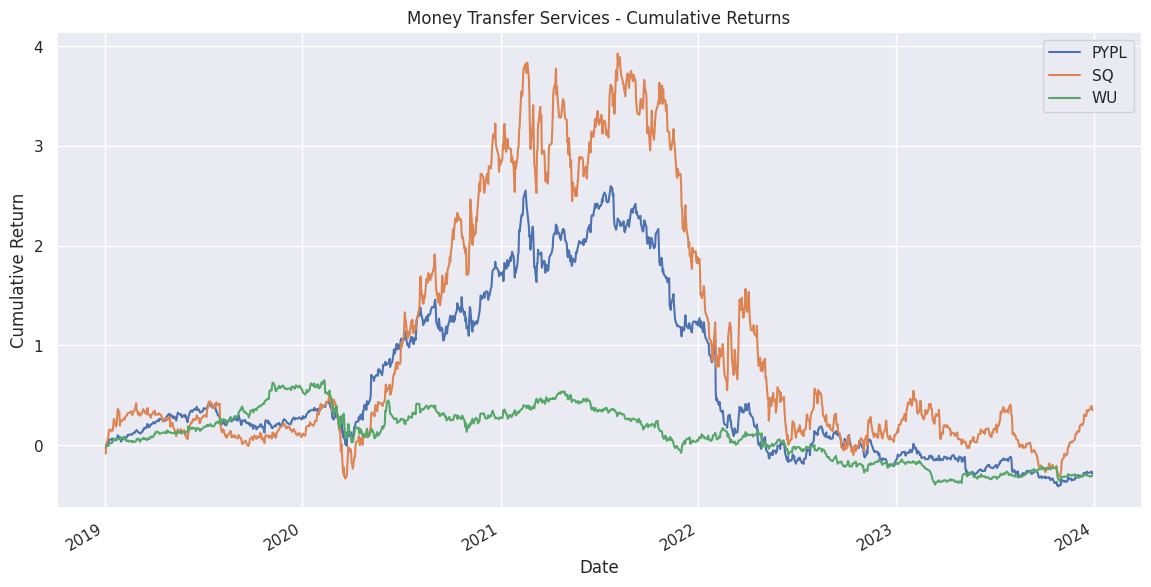 Money Transfer Services - Cumulative Returns
PYPL
SQ
WU
Cumulative Return
4
3
2
1
0
2019
2020
2021
2022
2023
2024
Date